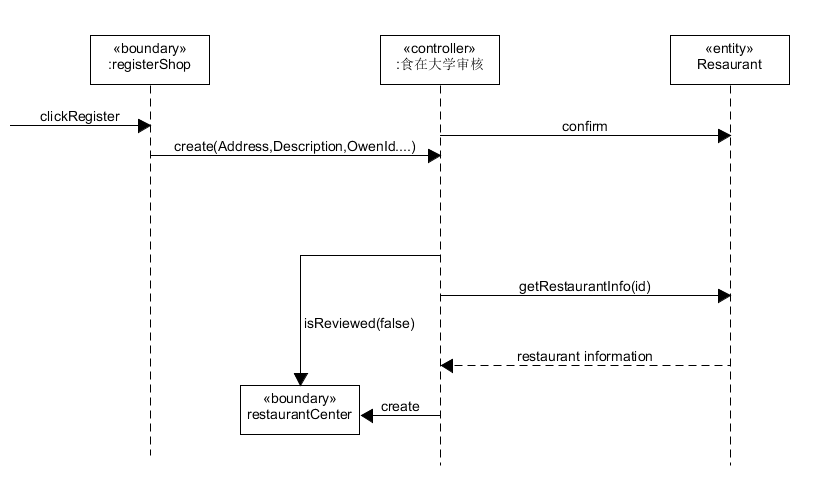 «boundary»
:registerShop
«controller»
:食在大学审核
«entity»
Resaurant
clickRegister
confirm
create(Address,Description,OwenId....)
getRestaurantInfo(id)
isReviewed(false)
restaurant information
«boundary»
restaurantCenter
create